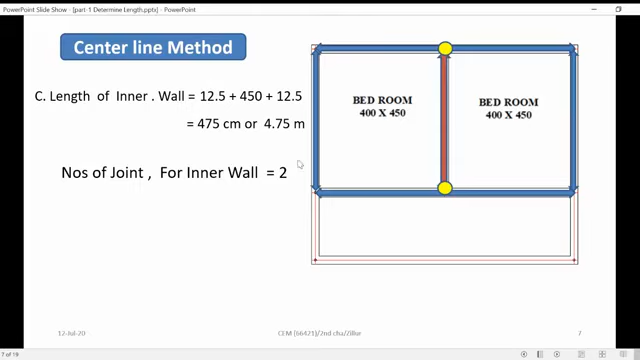 PowerPoint Slide Show - [part-1 Determine Length.pptx] - PowerPoint
Center line Method
C. Length of Inner . Wall = 12.5 + 450 + 12.5
= 475 cm or 4.75 m
Nos of Joint , For Inner Wall = 2
BED ROOM
400 X 450
BED ROOM
400 X 450
12-Jul-20
CEM (66421)/2nd.cha/Zillur
7
7 of 19